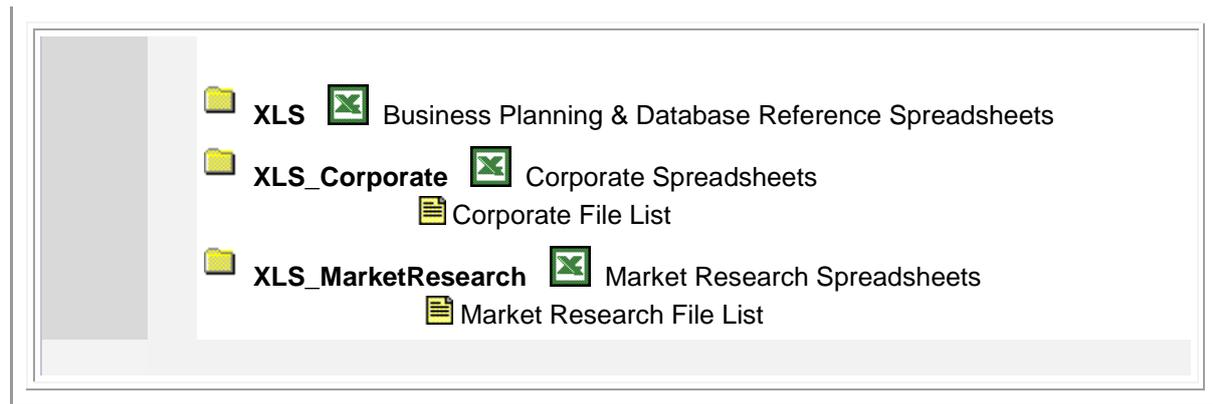 XLS Business Planning & Database Reference Spreadsheets
XLS_Corporate Corporate Spreadsheets
Corporate File List
XLS_MarketResearch Market Research Spreadsheets
Market Research File List